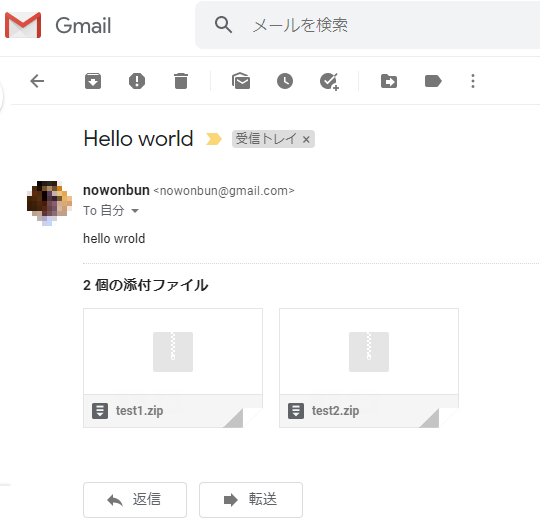 Gmail
メールを検索
Hello world
受信トレイ ×
nowonbun <nowonbun@gmail.com>
To 自分
hello wrold
2 個の添付ファイル
test1.zip
test2.zip
返信
転送